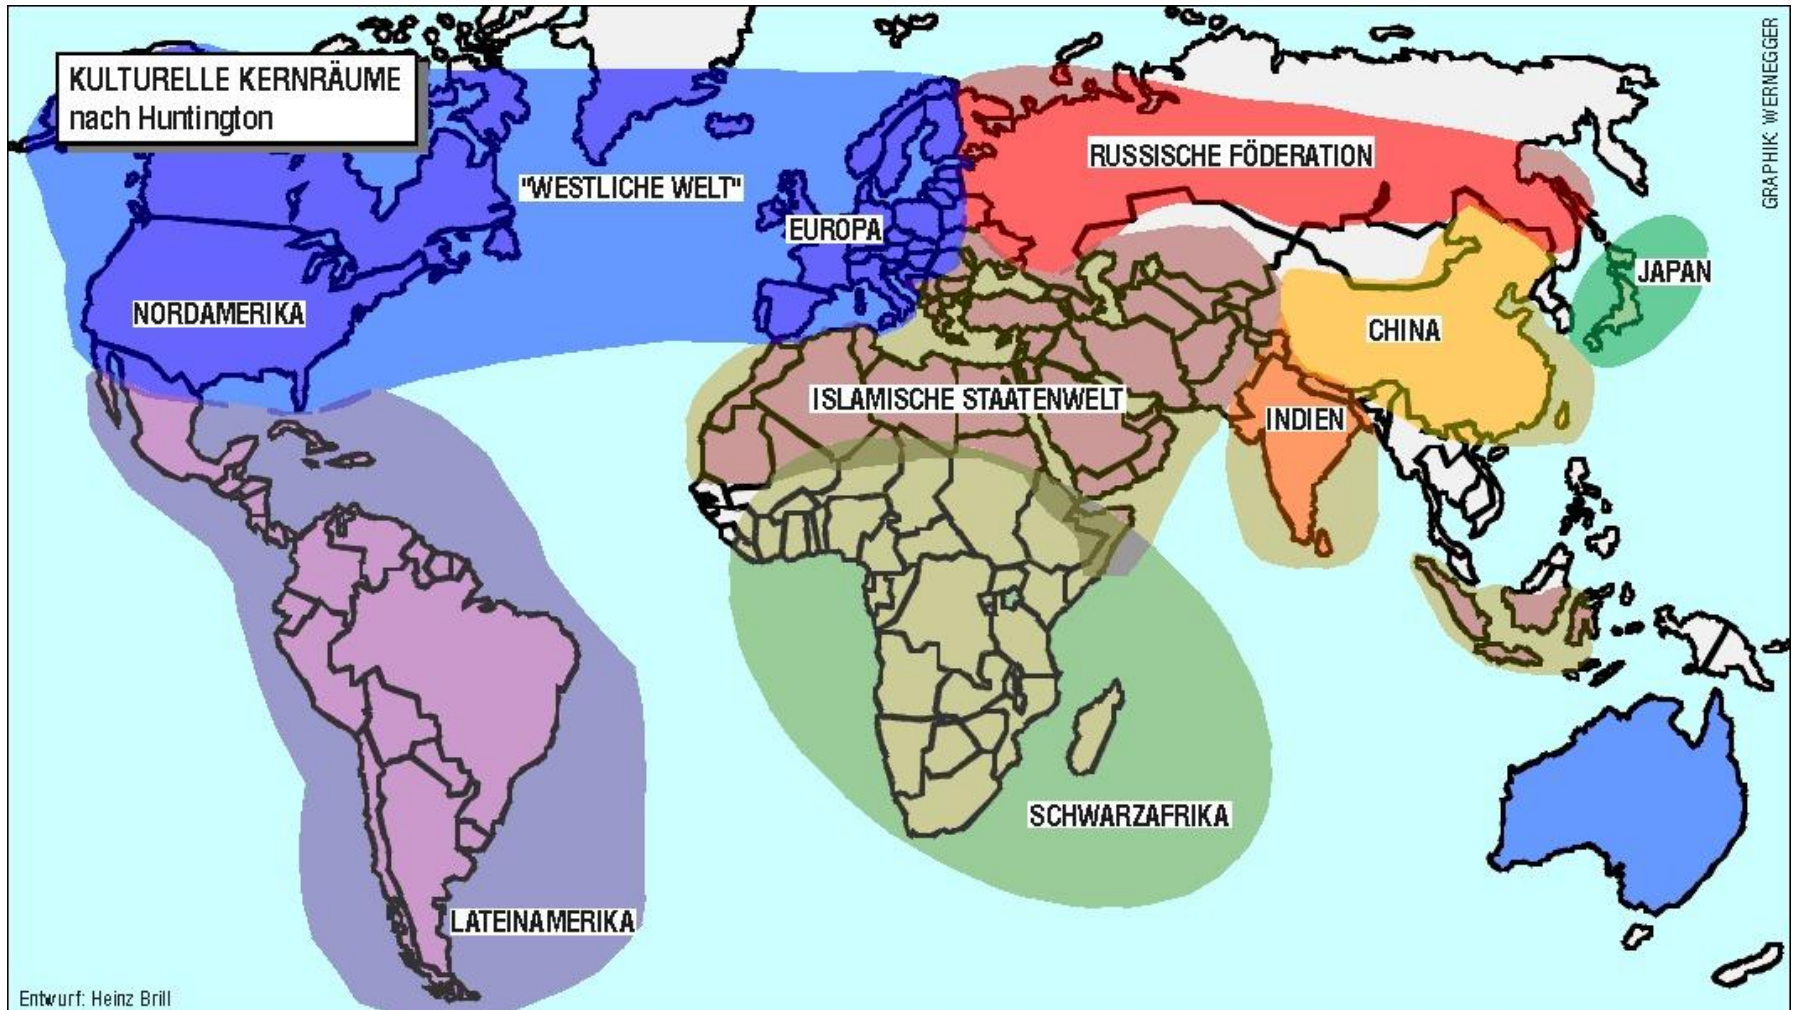 KULTURELLE KERNRÄUME
nach Huntington
GRAPHIK: WERNEGGER
RUSSISCHE FÖDERATION
"WESTLICHE WELT"
EUROPA
JAPAN
NORDAMERIKA
CHINA
ISLAMISCHE STAATENWELT
INDIEN
SCHWARZAFRIKA
LATEINAMERIKA
Entwurf: Heinz Brill